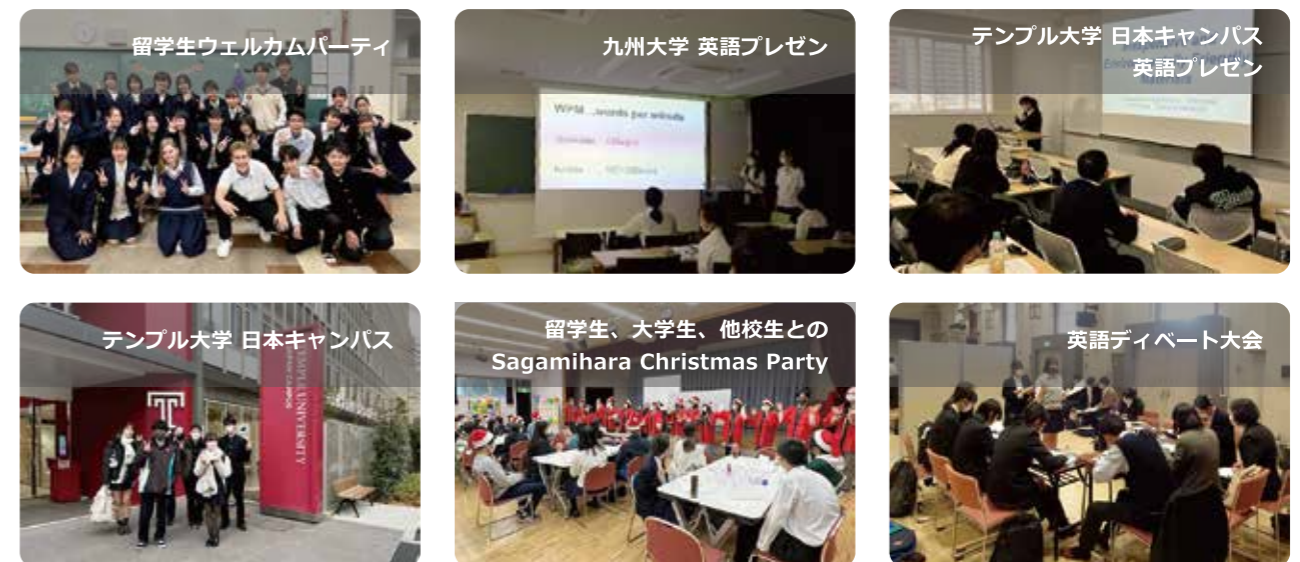 留学生ウェルカムパーティ
九州大学 英語プレゼン
WPM ...words per minute
テンプル大学 日本キャンパス
英語プレゼン
テンプル大学 日本キャンパス
TEMPLE UNIVERSITY
JAPAN CAMPUS
留学生、大学生、他校生との
Sagamihara Christmas Party
英語ディベート大会